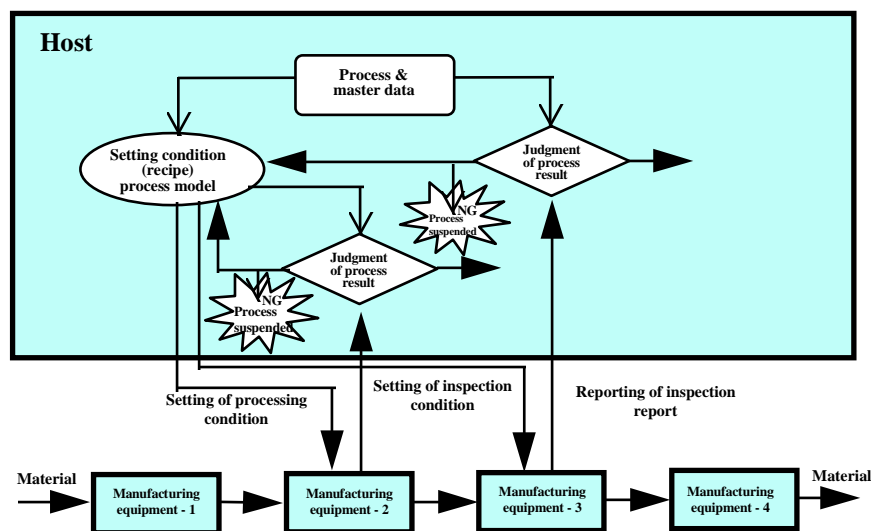 Host
Process &
master data
Setting condition
(recipe)
process model
Judgment
of process
result
NG
Process
suspended
Judgment
of process
result
NG
Process
suspended
Setting of processing
condition
Setting of inspection
condition
Reporting of inspection
report
Material
Manufacturing
equipment - 1
Manufacturing
equipment - 2
Manufacturing
equipment - 3
Manufacturing
equipment - 4
Material